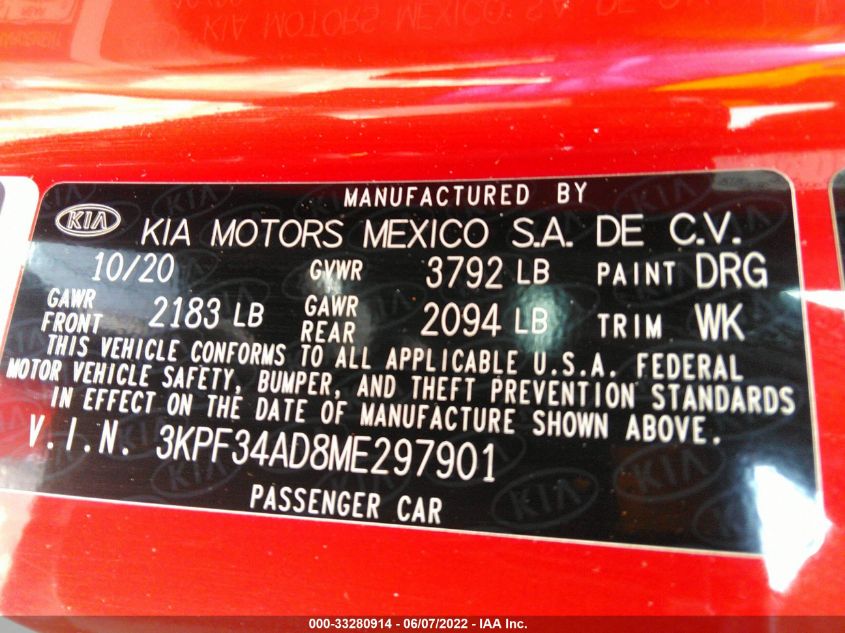 MANUFACTURED BY
KIA KIA MOTORS MEXICO S.A. DE C.V.
10/20 GVWR 3792 LB PAINT DRG
GAWR FRONT 2183 LB GAWR REAR 2094 LB TRIM WK
THIS VEHICLE CONFORMS TO ALL APPLICABLE U.S.A. FEDERAL
MOTOR VEHICLE SAFETY, BUMPER, AND THEFT PREVENTION STANDARDS
IN EFFECT ON THE DATE OF MANUFACTURE SHOWN ABOVE.
V.I.N. 3KPF34AD8ME297901
PASSENGER CAR
000-33280914 - 06/07/2022 - IAA Inc.